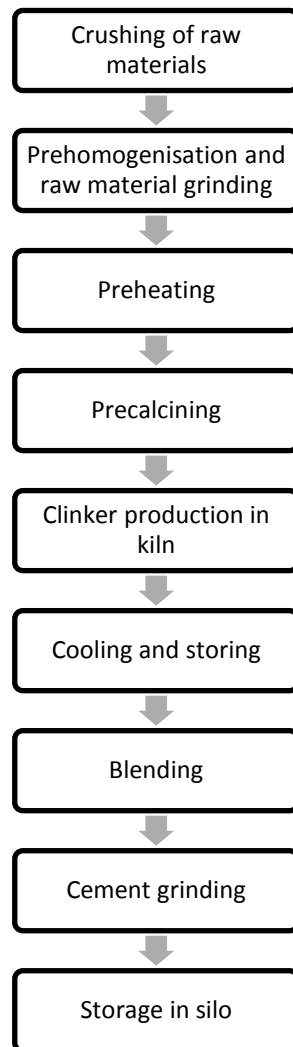 Crushing of raw
materials
Prehomogenisation and
raw material grinding
Preheating
Precalcining
Clinker production in
kiln
Cooling and storing
Blending
Cement grinding
Storage in silo